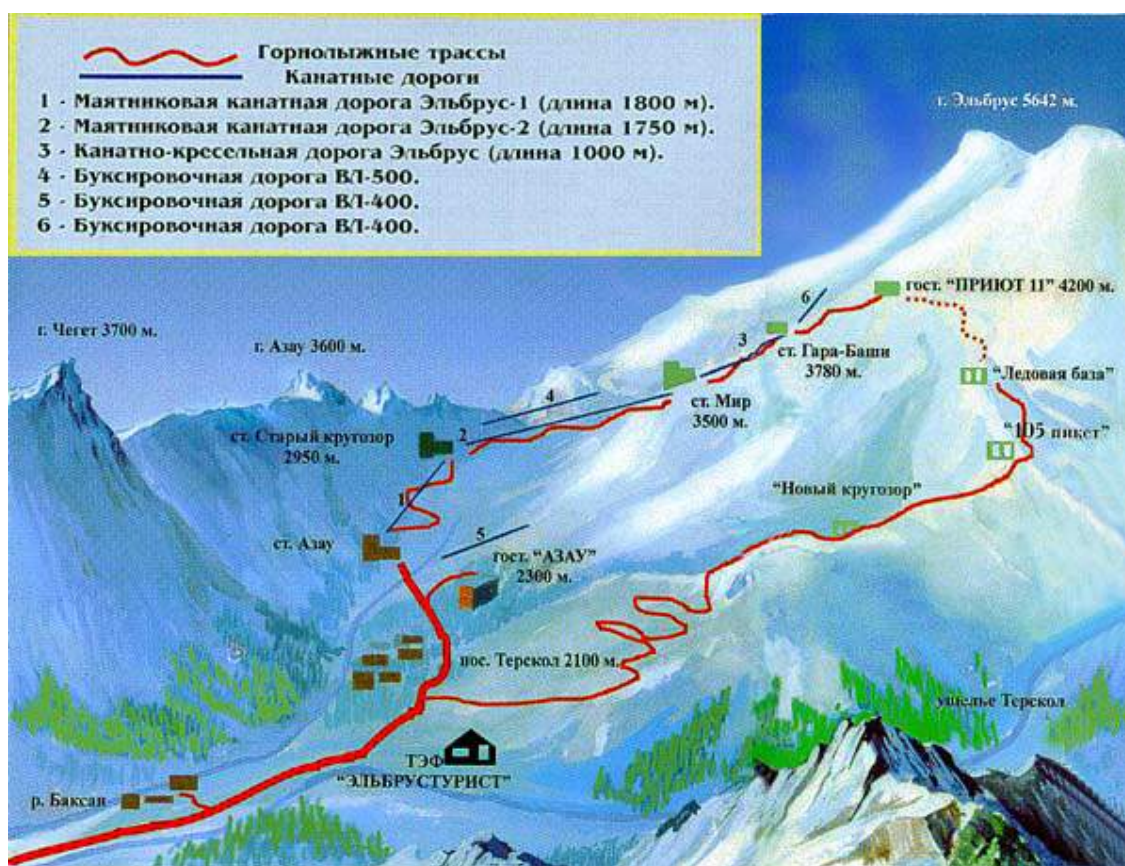 Горнолыжные трассы
Канатные дороги
1 - Маятниковая канатная дорога Эльбрус-1 (длина 1800 м).
2 - Маятниковая канатная дорога Эльбрус-2 (длина 1750 м).
3 - Канатно-кресельная дорога Эльбрус (длина 1000 м).
4 - Буксировочная дорога ВЛ-500.
5 - Буксировочная дорога ВЛ-400.
6 - Буксировочная дорога ВЛ-400.
г. Эльбрус 5642 м.
гост. “ПРИЮТ 11” 4200 м.
6
г. Чегет 3700 м.
г. Азау 3600 м.
3
ст. Гара-Баши
3780 м.
“Ледовая база”
4
ст. Мир
3500 м.
ст. Старый кругозор
2950 м.
2
“105 пикет”
1
“Новый кругозор”
ст. Азау
5
гост. “АЗАУ”
2300 м.
пос. Терскол 2100 м.
ущелье Терскол
ТЭФ
“ЭЛЬБРУСТУРИСТ”
р. Баксан